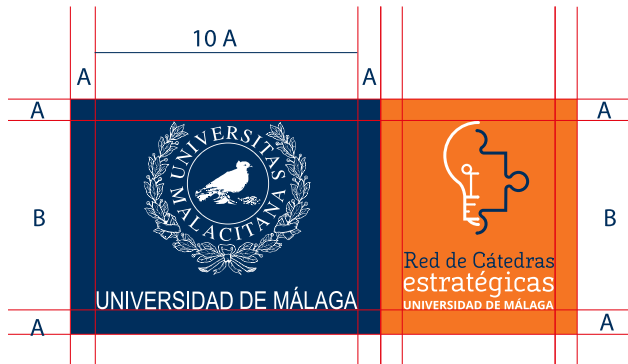 10 A
A
A
A
A
UNIVERSITAS
MALACITANA
B
B
Red de Cátedras
estratégicas
UNIVERSIDAD DE MÁLAGA
UNIVERSIDAD DE MÁLAGA
A
A